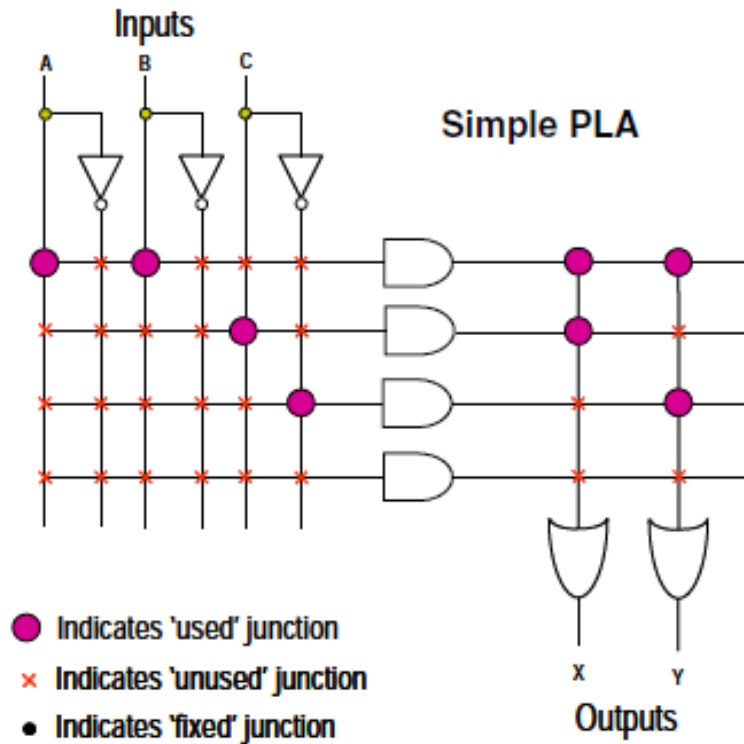 Inputs
A B C
Simple PLA
Indicates 'used' junction
Indicates 'unused' junction
Indicates 'fixed' junction
X Y
Outputs